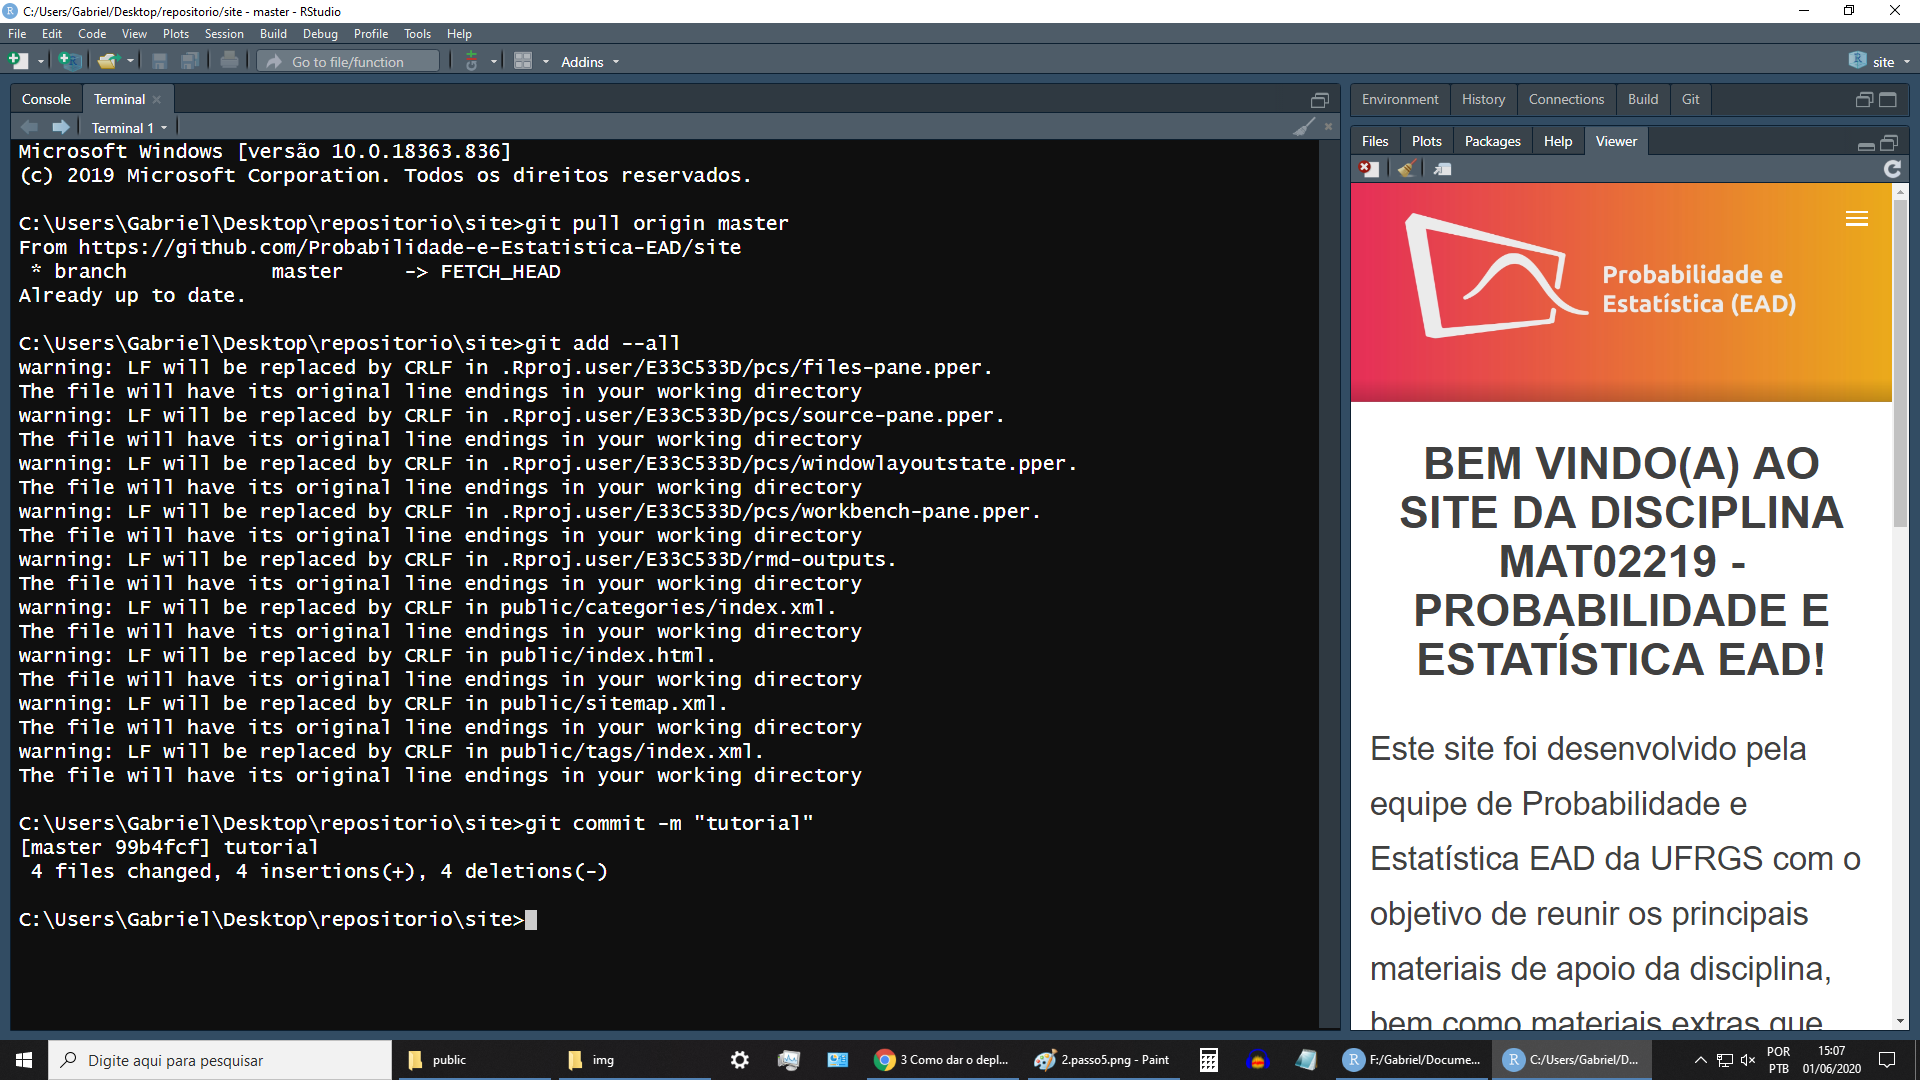 C:/Users/Gabriel/Desktop/repositorio/site - master - RStudio
File Edit Code View Plots Session Build Debug Profile Tools Help
Go to file/function
Addins
site
Console
Terminal
Terminal 1
Microsoft Windows [versão 10.0.18363.836]
(c) 2019 Microsoft Corporation. Todos os direitos reservados.
C:\Users\Gabriel\Desktop\repositorio\site>git pull origin master
From https://github.com/Probabilidade-e-Estatistica-EAD/site
* branch            master     -> FETCH_HEAD
Already up to date.
C:\Users\Gabriel\Desktop\repositorio\site>git add --all
warning: LF will be replaced by CRLF in .Rproj.user/E33C533D/pcs/files-pane.pper.
The file will have its original line endings in your working directory
warning: LF will be replaced by CRLF in .Rproj.user/E33C533D/pcs/source-pane.pper.
The file will have its original line endings in your working directory
warning: LF will be replaced by CRLF in .Rproj.user/E33C533D/pcs/windowlayoutstate.pper.
The file will have its original line endings in your working directory
warning: LF will be replaced by CRLF in .Rproj.user/E33C533D/pcs/workbench-pane.pper.
The file will have its original line endings in your working directory
warning: LF will be replaced by CRLF in .Rproj.user/E33C533D/rmd-outputs.
The file will have its original line endings in your working directory
warning: LF will be replaced by CRLF in public/categories/index.xml.
The file will have its original line endings in your working directory
warning: LF will be replaced by CRLF in public/index.html.
The file will have its original line endings in your working directory
warning: LF will be replaced by CRLF in public/sitemap.xml.
The file will have its original line endings in your working directory
warning: LF will be replaced by CRLF in public/tags/index.xml.
The file will have its original line endings in your working directory
C:\Users\Gabriel\Desktop\repositorio\site>git commit -m "tutorial"
[master 99b4fcf] tutorial
4 files changed, 4 insertions(+), 4 deletions(-)
C:\Users\Gabriel\Desktop\repositorio\site>
Environment History Connections Build Git
Files Plots Packages Help Viewer
Probabilidade e
Estatística (EAD)
BEM VINDO(A) AO
SITE DA DISCIPLINA
MAT02219 -
PROBABILIDADE E
ESTATÍSTICA EAD!
Este site foi desenvolvido pela
equipe de Probabilidade e
Estatística EAD da UFRGS com o
objetivo de reunir os principais
materiais de apoio da disciplina,
bem como materiais extras que
Digite aqui para pesquisar
public
img
3 Como dar o depl...
2.passo5.png - Paint
F:/Gabriel/Docume...
C:/Users/Gabriel/D...
POR
PTB
15:07
01/06/2020